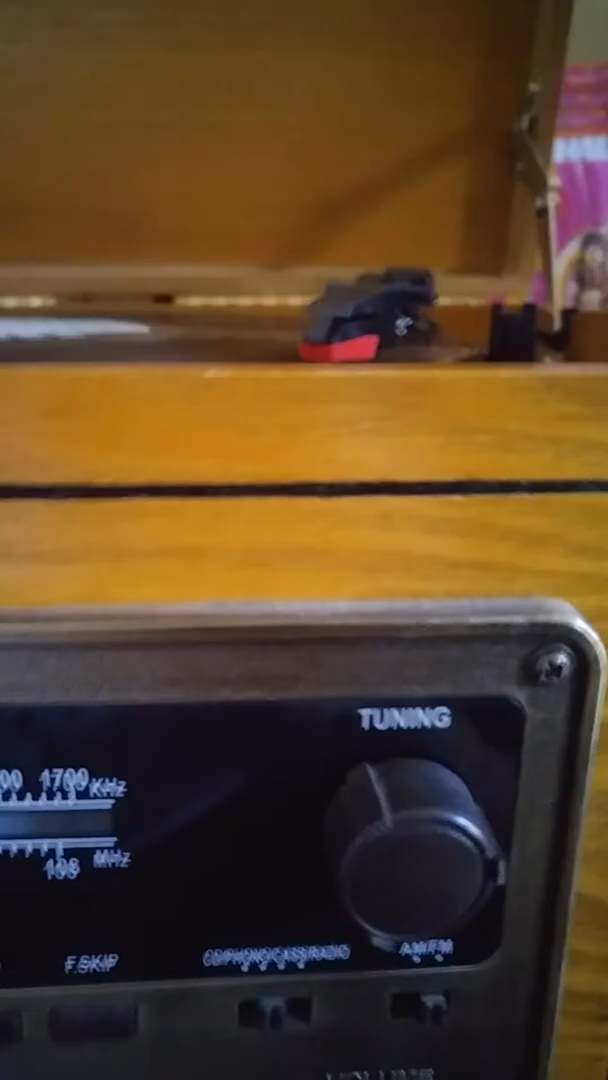 TUNING
1700 KHz
108 MHz
F.SKIP
CD/PHONO/CASS/RADIO
AM/FM